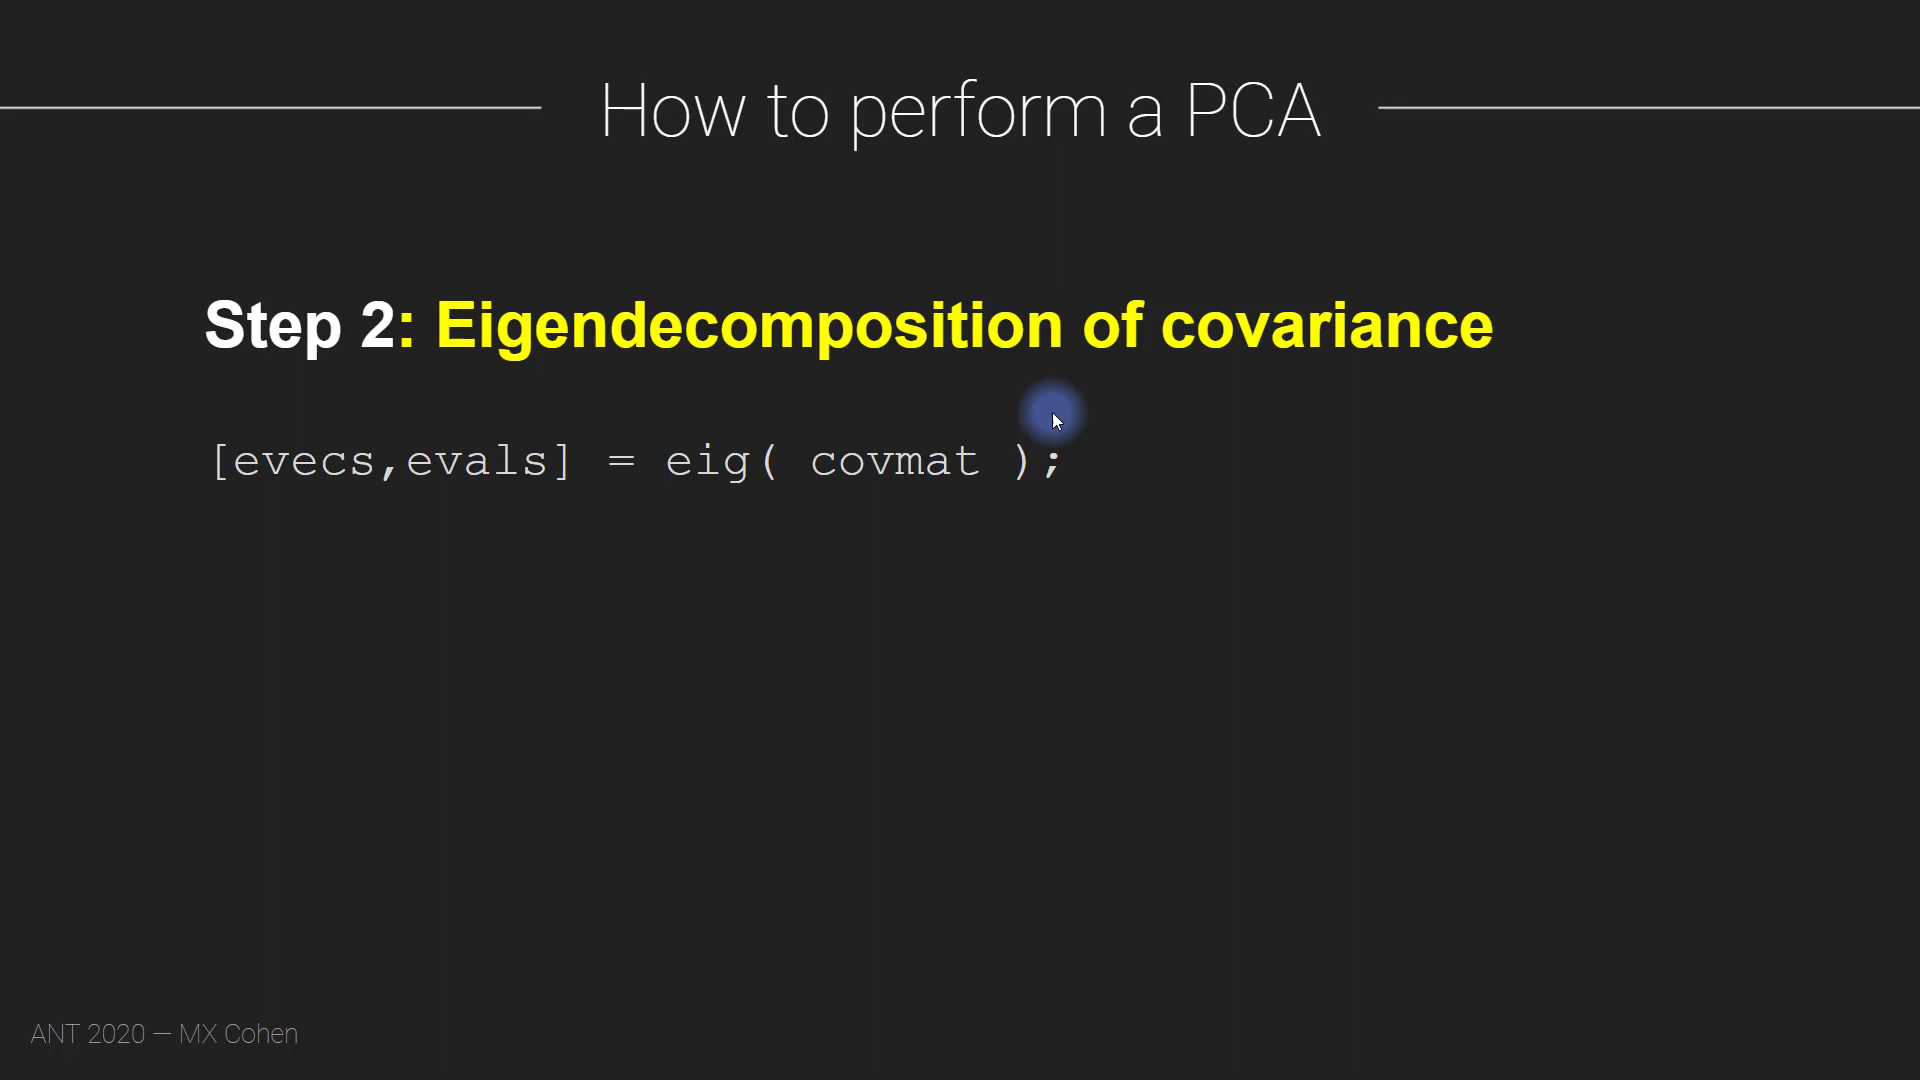 How to perform a PCA
Step 2: Eigendecomposition of covariance
[evecs,evals] = eig( covmat );
ANT 2020 — MX Cohen